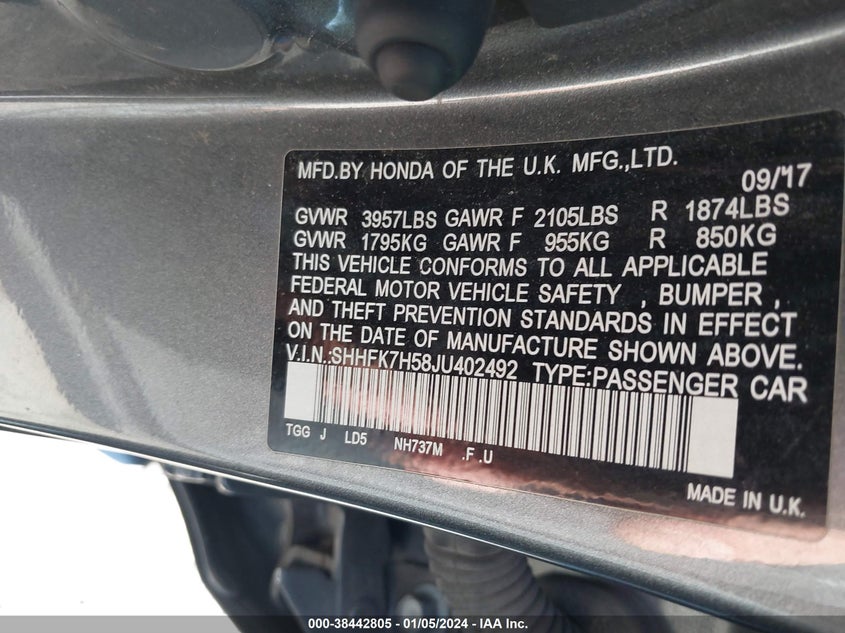 MFD.BY HONDA OF THE U.K. MFG.,LTD.
09/'17
GVWR 3957LBS GAWR F 2105LBS R 1874LBS
GVWR 1795KG GAWR F 955KG R 850KG
THIS VEHICLE CONFORMS TO ALL APPLICABLE
FEDERAL MOTOR VEHICLE SAFETY , BUMPER ,
AND THEFT PREVENTION STANDARDS IN EFFECT
ON THE DATE OF MANUFACTURE SHOWN ABOVE.
V.I.N.:SHHFK7H58JU402492 TYPE:PASSENGER CAR
TGG J LD5 NH737M .F .U
MADE IN U.K.
000-38442805 - 01/05/2024 - IAA Inc.